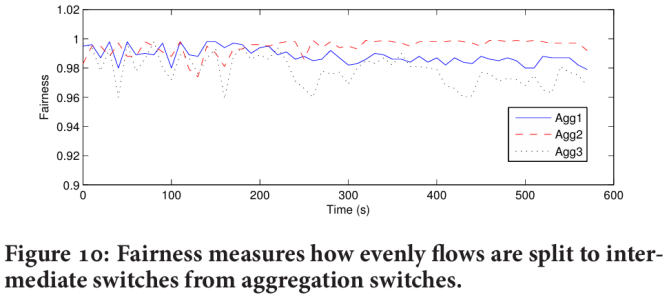 1.02
1
0.98
0.96
0.94
0.92
0.9
Fairness
0 100 200 300 400 500 600
Time (s)
Agg1
Agg2
Agg3
Figure 10: Fairness measures how evenly flows are split to inter-
mediate switches from aggregation switches.